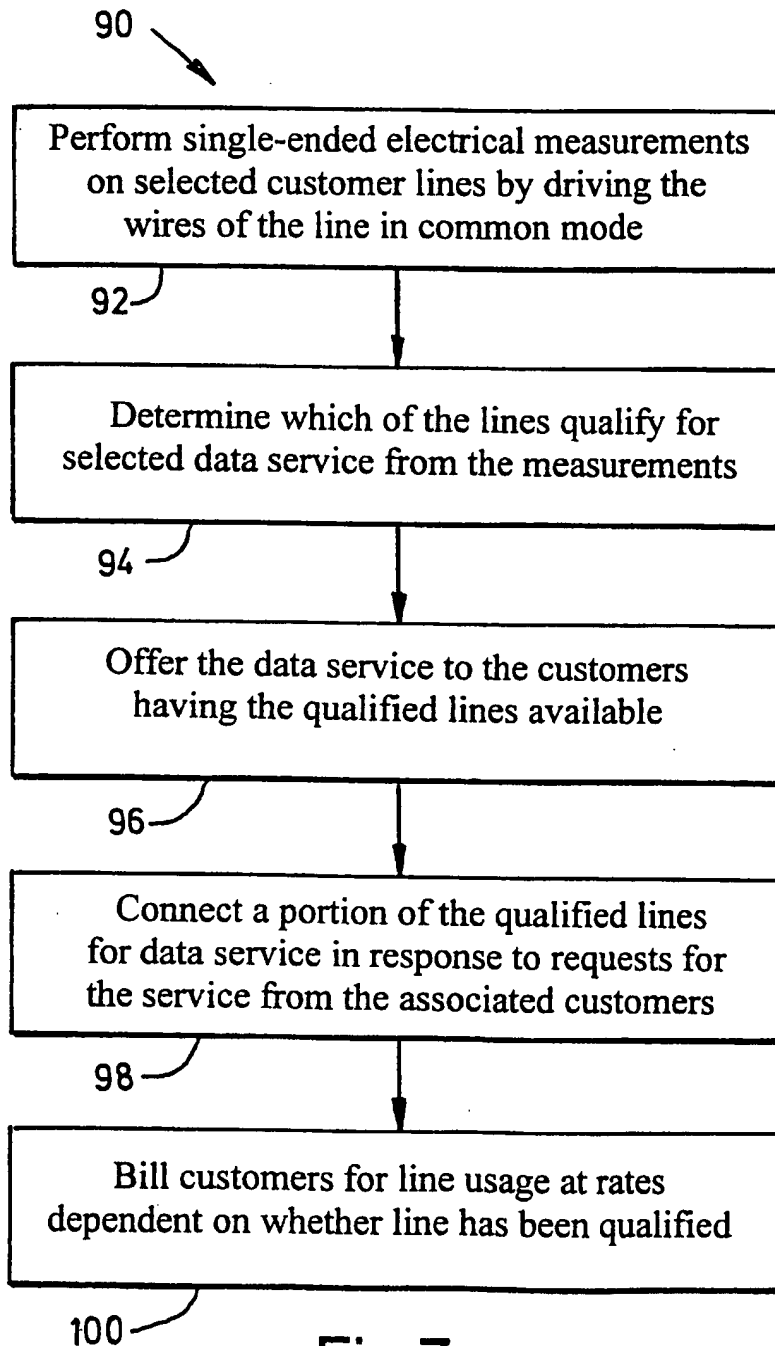 90
Perform single-ended electrical measurements
on selected customer lines by driving the
wires of the line in common mode
92
Determine which of the lines qualify for
selected data service from the measurements
94
Offer the data service to the customers
having the qualified lines available
96
Connect a portion of the qualified lines
for data service in response to requests for
the service from the associated customers
98
Bill customers for line usage at rates
dependent on whether line has been qualified
100